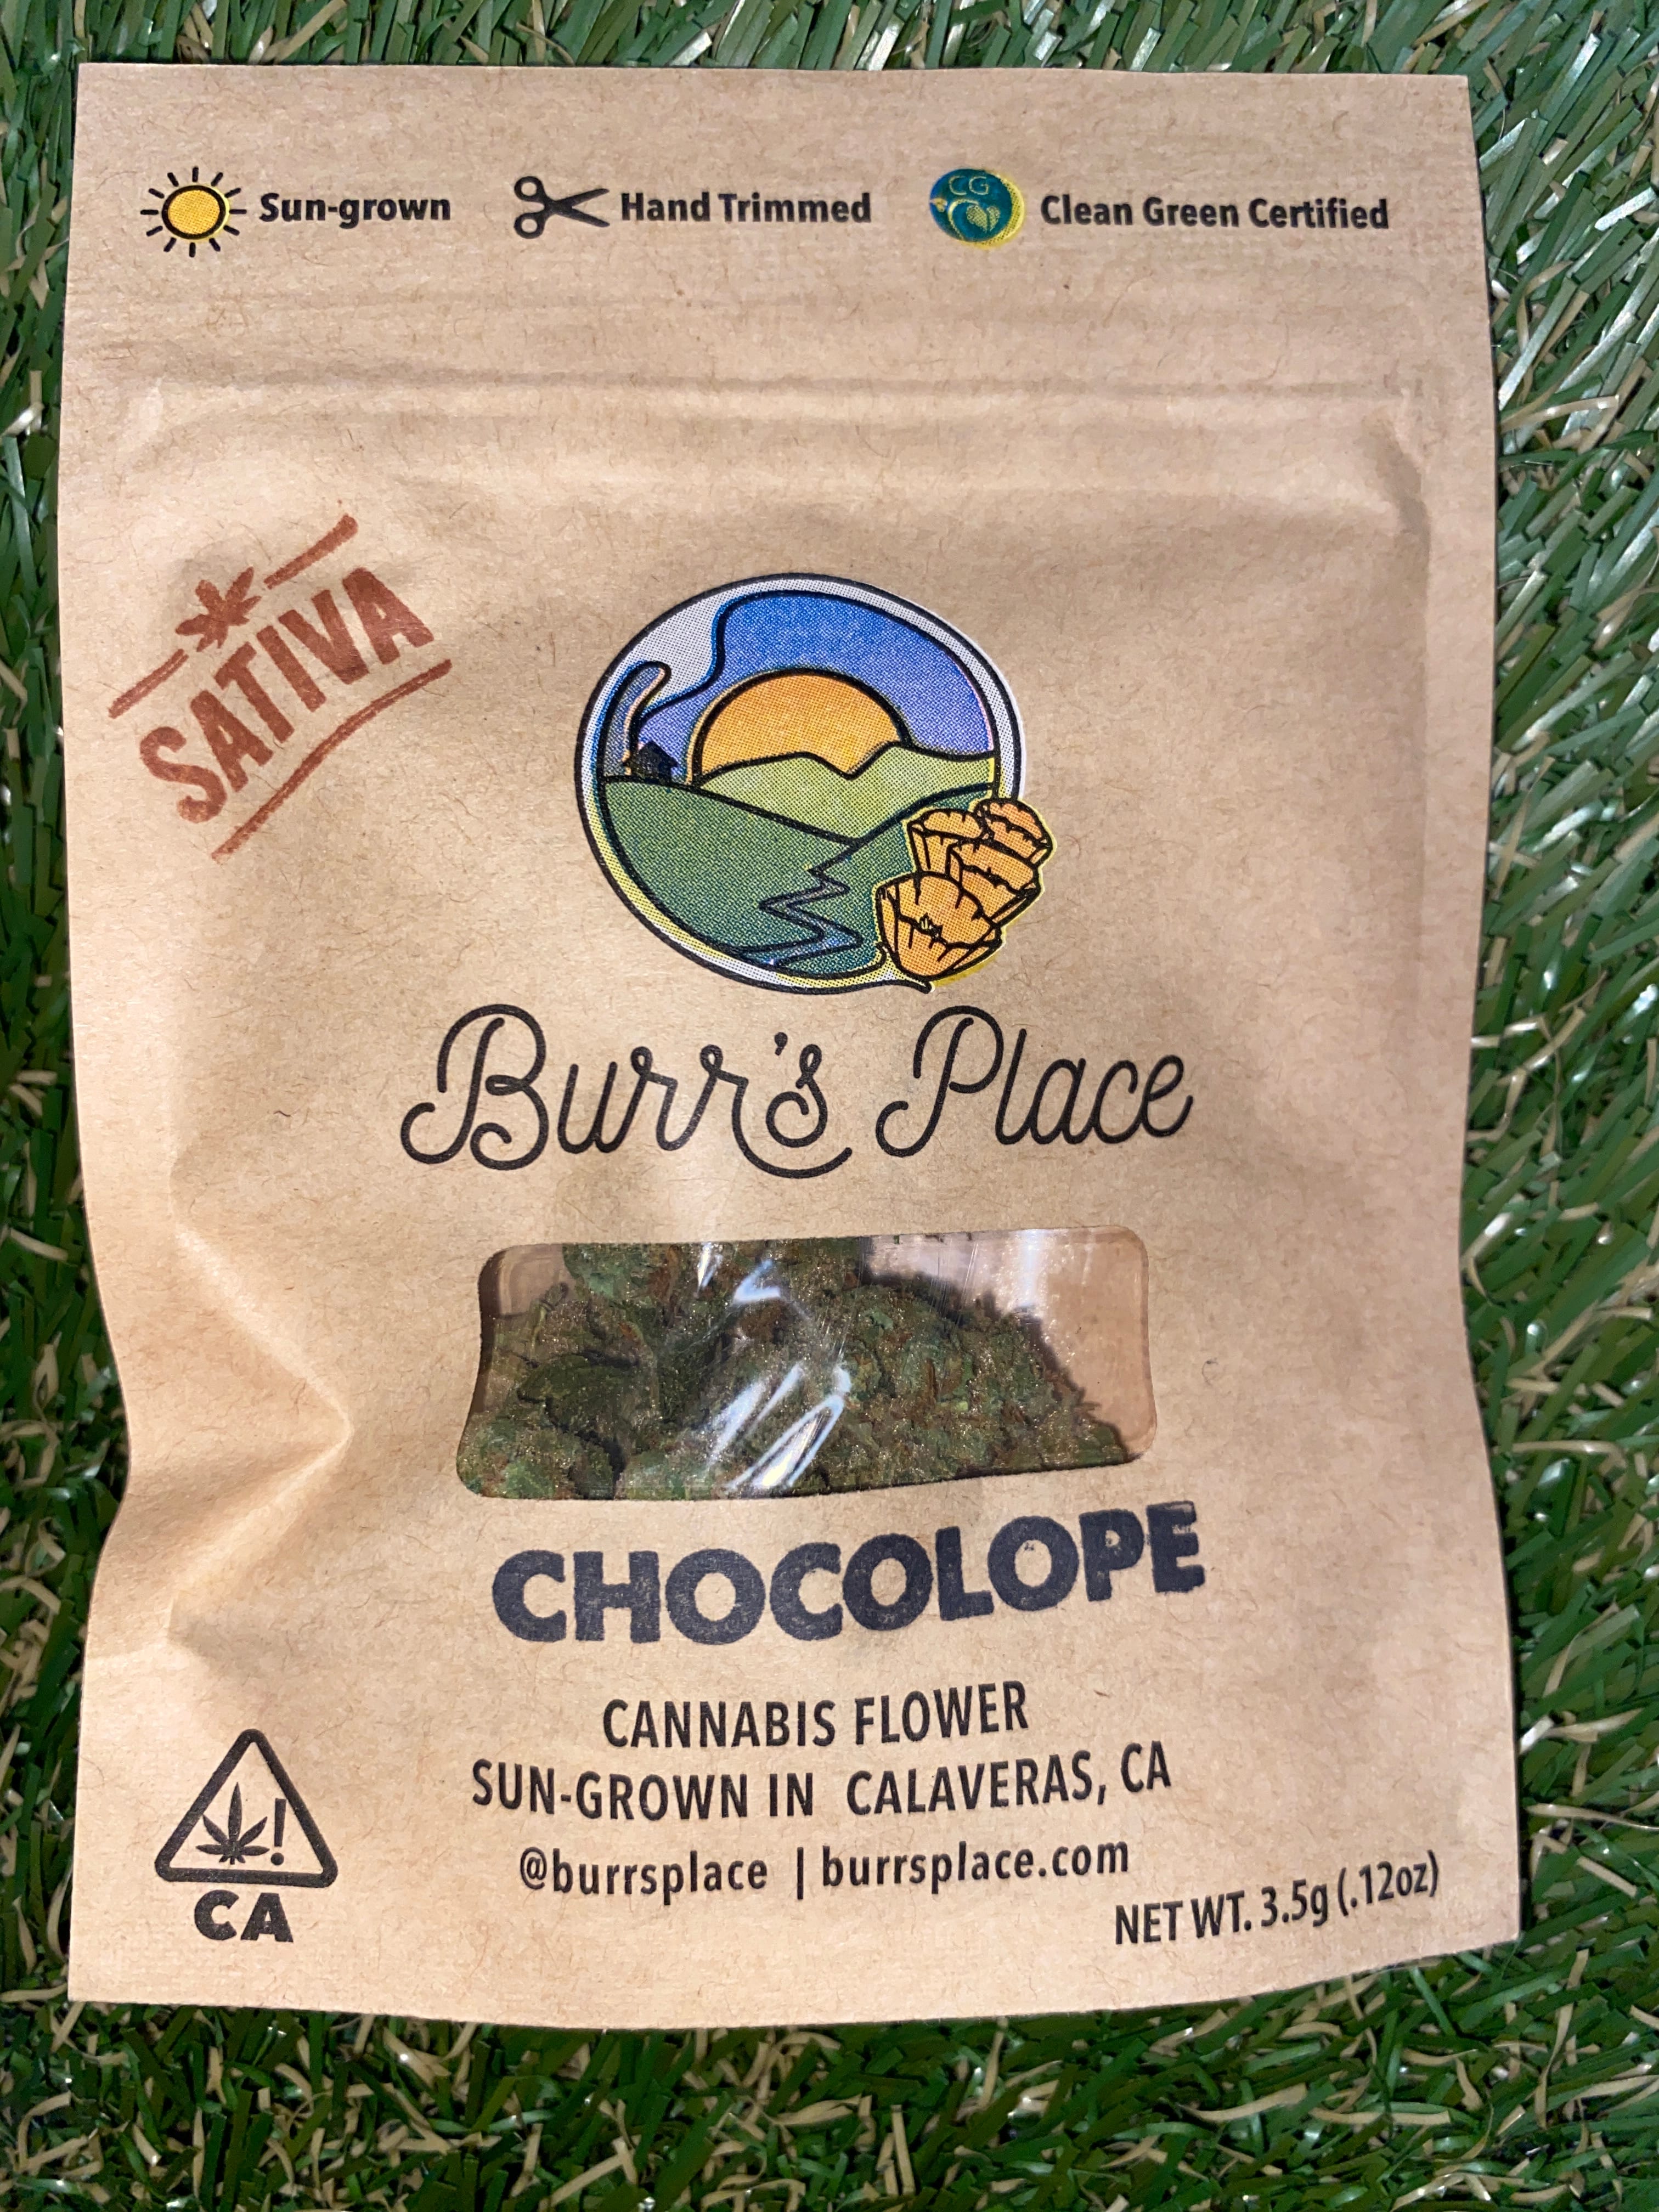 Sun-grown Hand Trimmed CG Clean Green Certified
SATIVA
Burr's Place
CHOCOLOPE
CANNABIS FLOWER
SUN-GROWN IN CALAVERAS, CA
@burrsplace | burrsplace.com
!
CA
NET WT. 3.5g (.12oz)